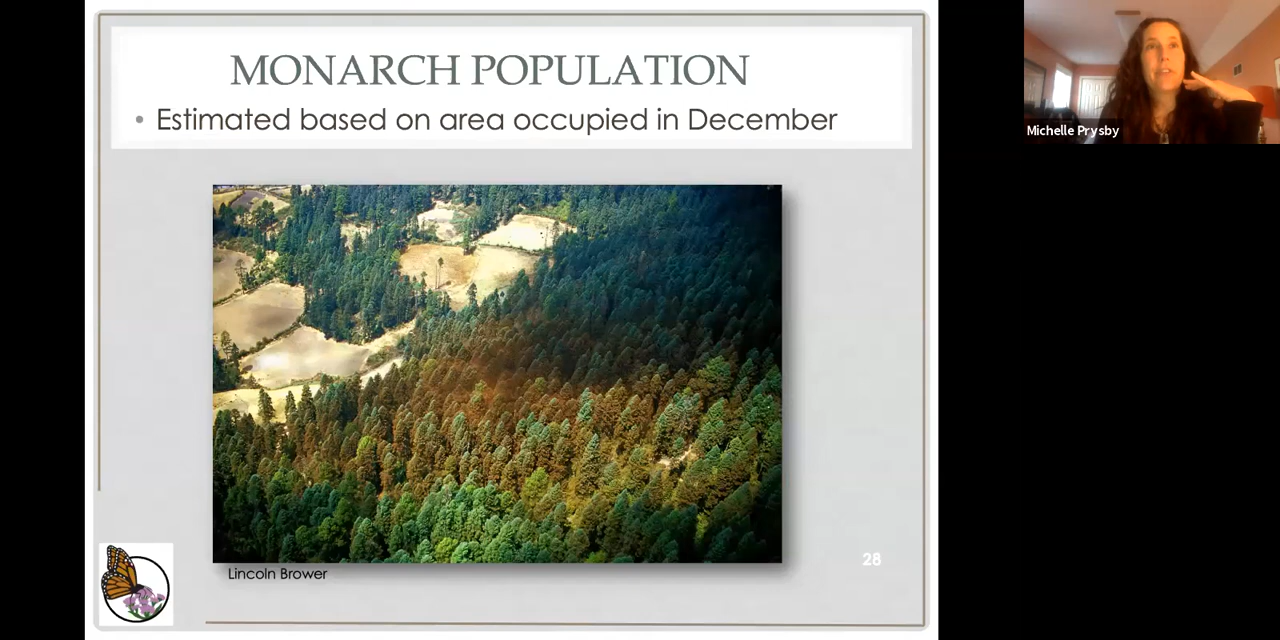 MONARCH POPULATION
• Estimated based on area occupied in December
Michelle Prysby
28
Lincoln Brower